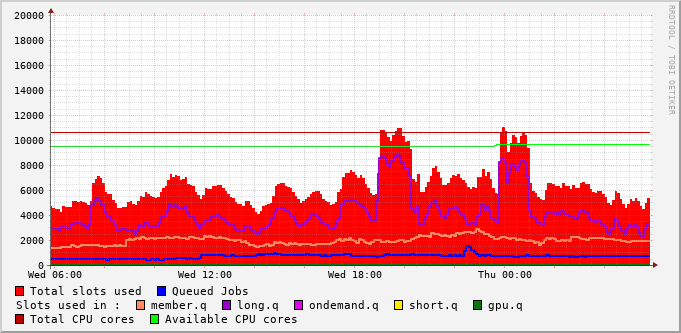 20000
18000
16000
14000
12000
10000
8000
6000
4000
2000
0
Wed 06:00 Wed 12:00 Wed 18:00 Thu 00:00
RRDTOOL / TOBI OETIKER
Total slots used Queued Jobs
Slots used in : member.q long.q ondemand.q short.q gpu.q
Total CPU cores Available CPU cores